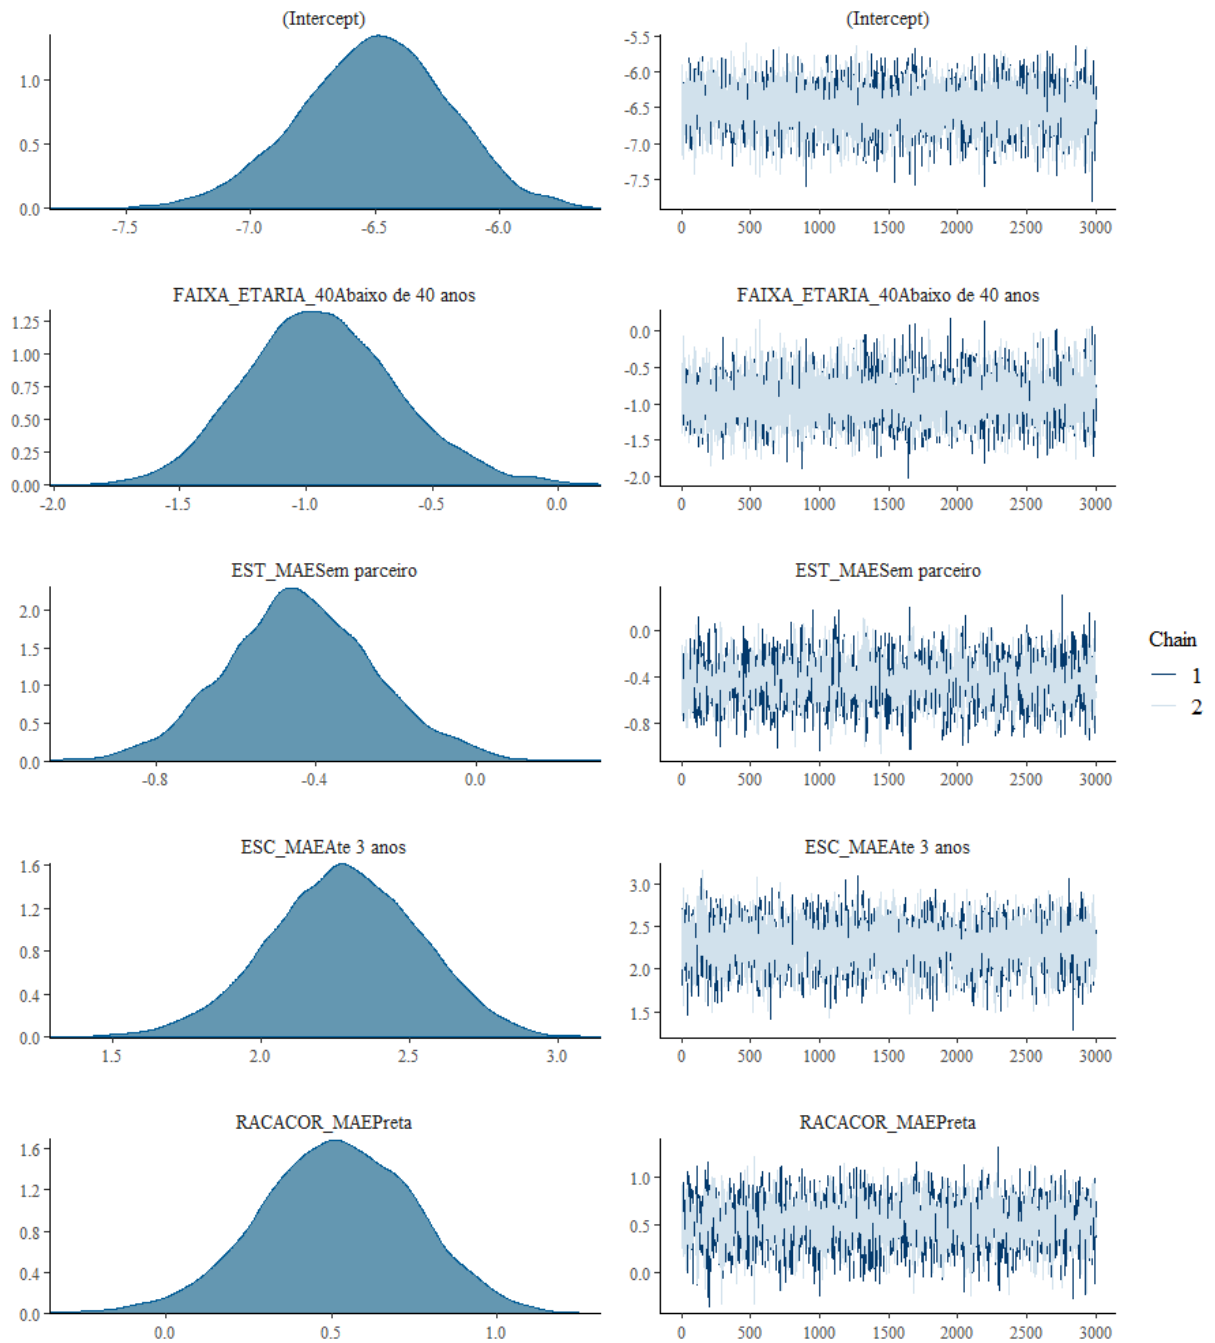 (Intercept)
(Intercept)
1.0
0.5
0.0
-7.5 -7.0 -6.5 -6.0
-5.5
-6.0
-6.5
-7.0
-7.5
0 500 1000 1500 2000 2500 3000
FAIXA_ETARIA_40Abaixo de 40 anos
FAIXA_ETARIA_40Abaixo de 40 anos
1.25
1.00
0.75
0.50
0.25
0.00
-2.0 -1.5 -1.0 -0.5 0.0
0.0
-0.5
-1.0
-1.5
-2.0
0 500 1000 1500 2000 2500 3000
EST_MAESem parceiro
EST_MAESem parceiro
2.0
1.5
1.0
0.5
0.0
-0.8 -0.4 0.0
0.0
-0.4
-0.8
0 500 1000 1500 2000 2500 3000
Chain
1
2
ESC_MAEAte 3 anos
ESC_MAEAte 3 anos
1.6
1.2
0.8
0.4
0.0
1.5 2.0 2.5 3.0
3.0
2.5
2.0
1.5
0 500 1000 1500 2000 2500 3000
RACACOR_MAEPreta
RACACOR_MAEPreta
1.6
1.2
0.8
0.4
0.0
0.0 0.5 1.0
1.0
0.5
0.0
0 500 1000 1500 2000 2500 3000